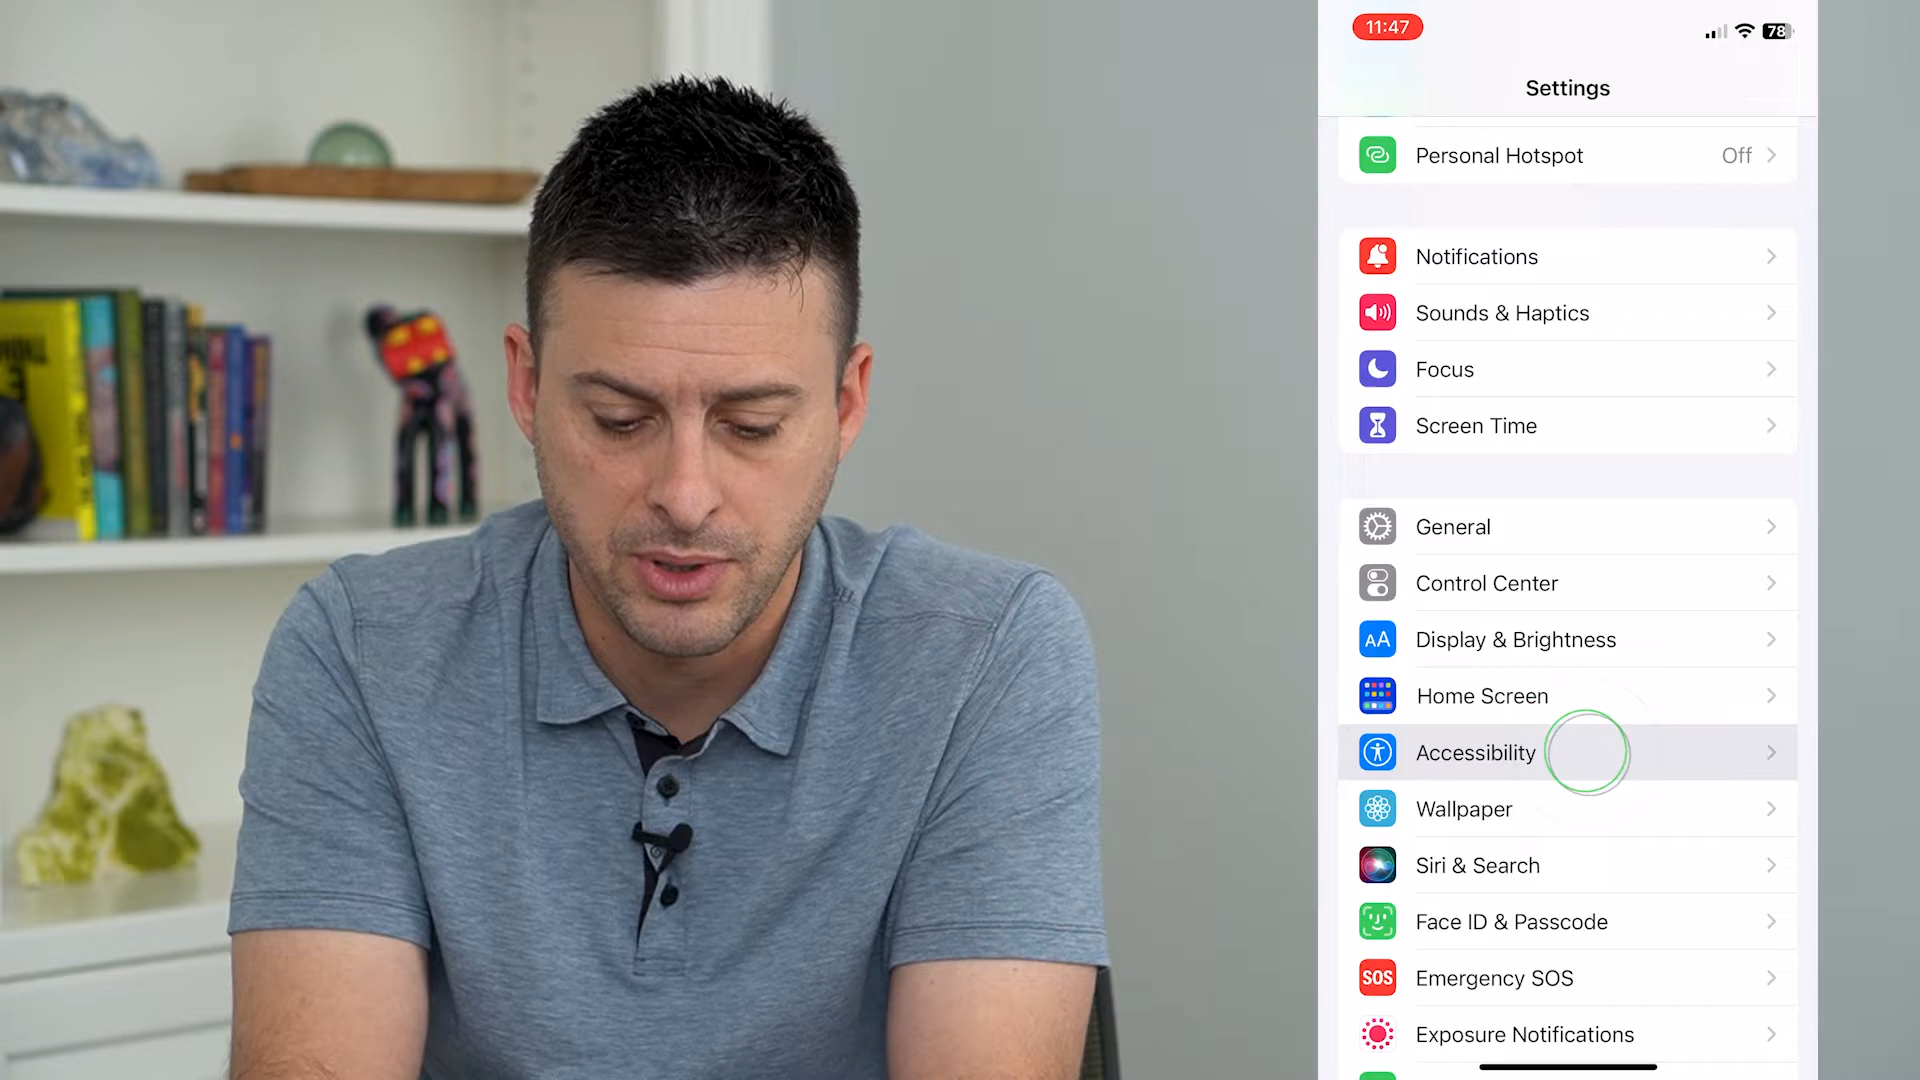 11:47
78
Settings
Personal Hotspot Off
Notifications
Sounds & Haptics
Focus
Screen Time
General
Control Center
AA Display & Brightness
Home Screen
Accessibility
Wallpaper
Siri & Search
Face ID & Passcode
SOS Emergency SOS
Exposure Notifications